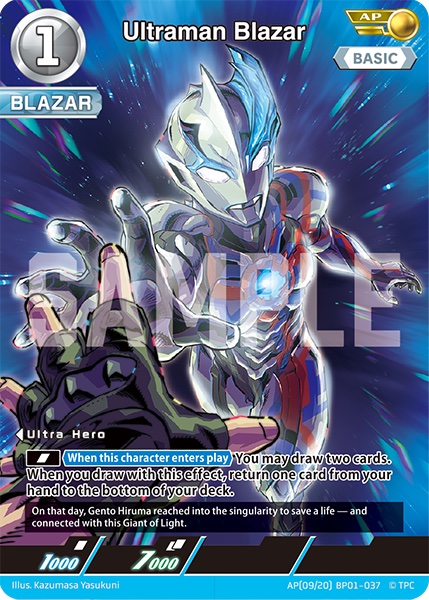 1
Ultraman Blazar
AP
BASIC
BLAZAR
SAMPLE
Ultra Hero
When this character enters play You may draw two cards.
When you draw with this effect, return one card from your
hand to the bottom of your deck.
On that day, Gento Hiruma reached into the singularity to save a life — and
connected with this Giant of Light.
1000
7000
Illus. Kazumasa Yasukuni
AP(09/20) BP01-037 © TPC